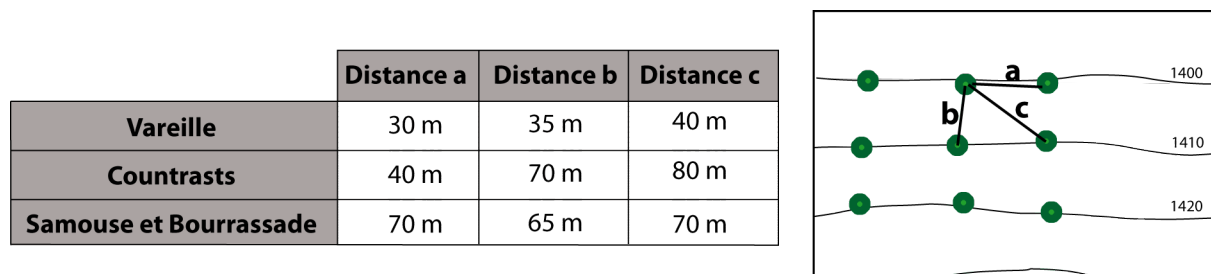 Distance a Distance b Distance c
Vareille 30 m 35 m 40 m
Countrasts 40 m 70 m 80 m
Samouse et Bourrassade 70 m 65 m 70 m
a
1400
b c
1410
1420